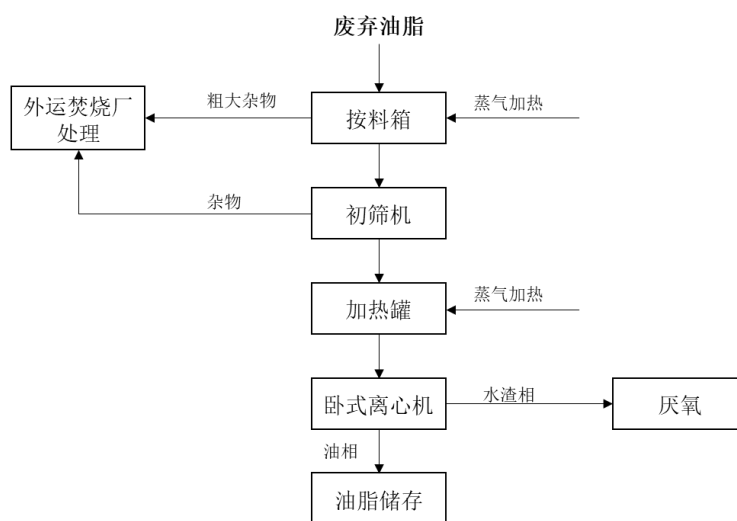 废弃油脂
粗大杂物
蒸气加热
外运焚烧厂
处理
按料箱
杂物
初筛机
蒸气加热
加热罐
水渣相
卧式离心机
厌氧
油相
油脂储存